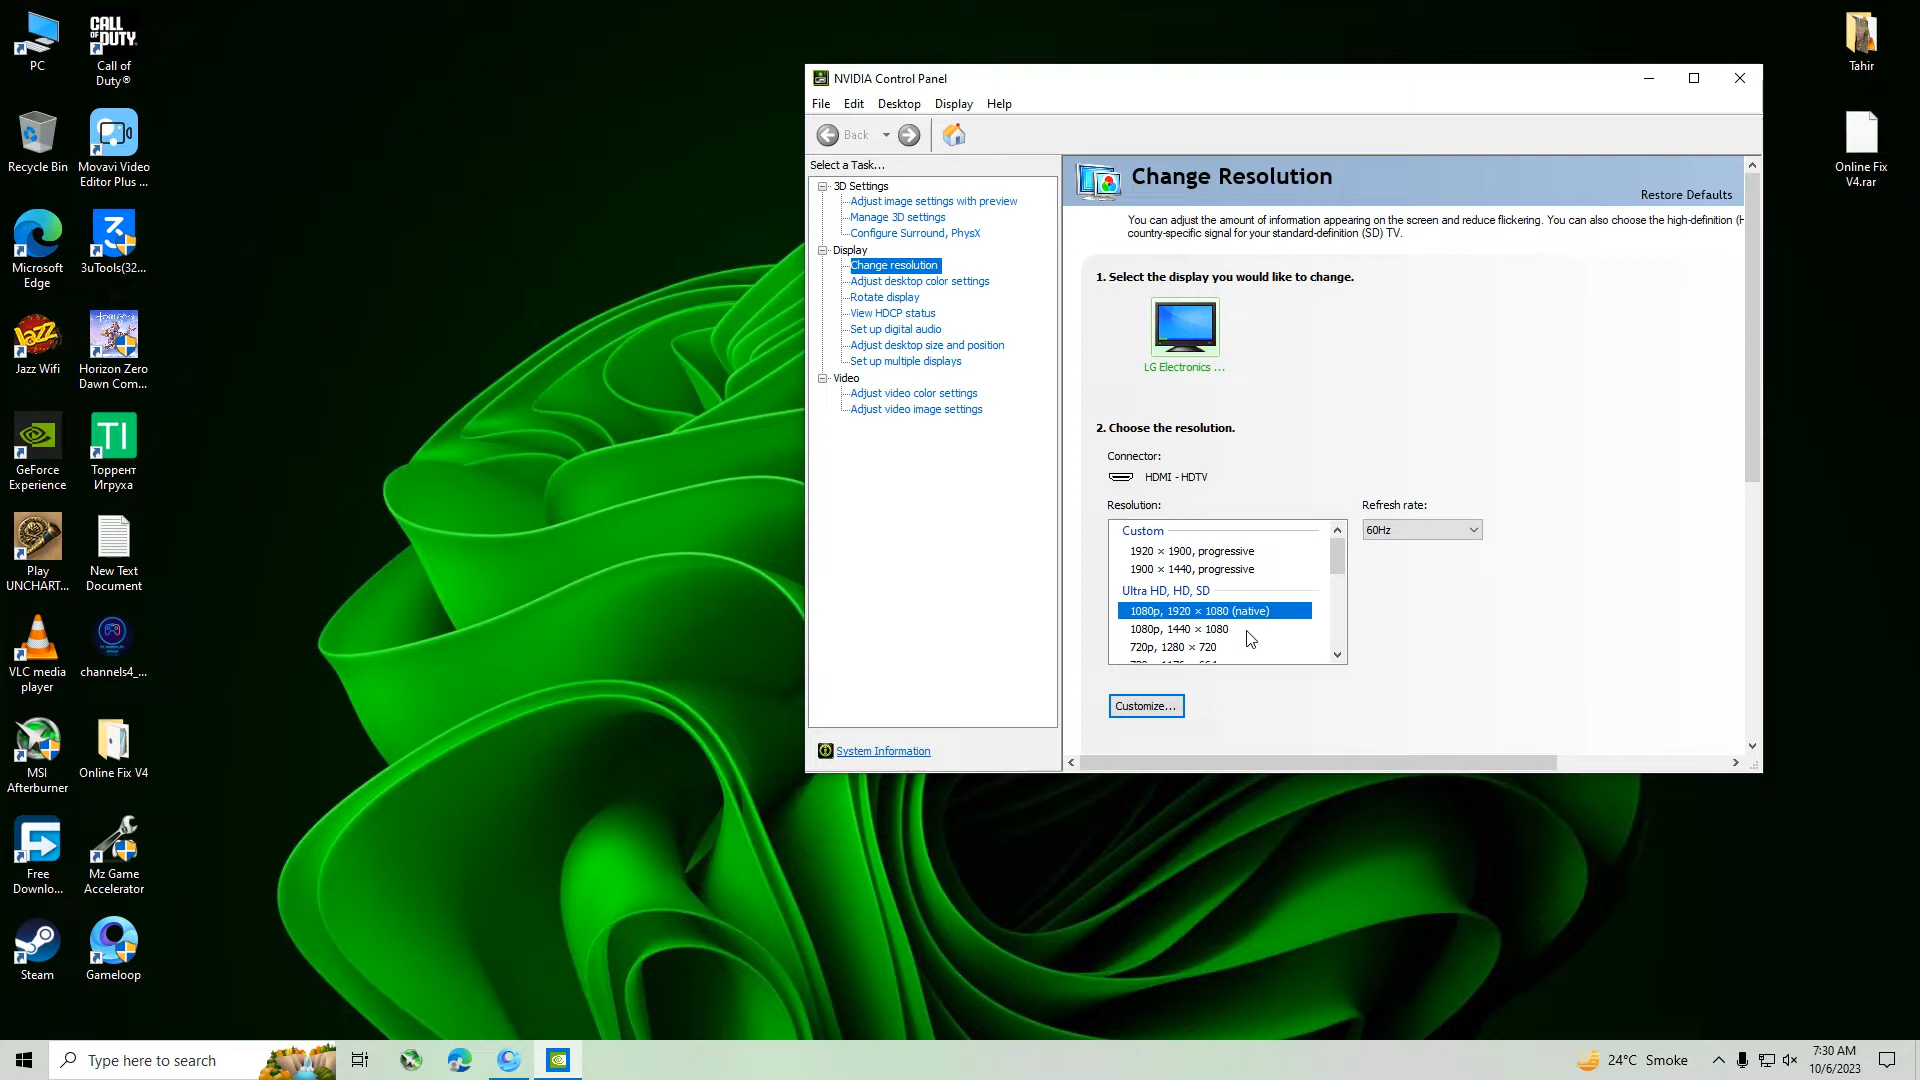 PC
CALL OF DUTY
Call of
Duty®
Recycle Bin
Movavi Video
Editor Plus ...
Microsoft
Edge
3uTools(32...
Jazz
Jazz Wifi
Horizon Zero
Dawn Com...
GeForce
Experience
TI
Торрент
Игруха
Play
UNCHART...
New Text
Document
VLC media
player
channels4_...
MSI
Afterburner
Online Fix V4
Free
Downlo...
Mz Game
Accelerator
Steam
Gameloop
Tahir
Online Fix
V4.rar
NVIDIA Control Panel
File Edit Desktop Display Help
Back
Select a Task...
3D Settings
Adjust image settings with preview
Manage 3D settings
Configure Surround, PhysX
Display
Change resolution
Adjust desktop color settings
Rotate display
View HDCP status
Set up digital audio
Adjust desktop size and position
Set up multiple displays
Video
Adjust video color settings
Adjust video image settings
System Information
Change Resolution
Restore Defaults
You can adjust the amount of information appearing on the screen and reduce flickering. You can also choose the high-definition (H
country-specific signal for your standard-definition (SD) TV.
1. Select the display you would like to change.
LG Electronics ...
2. Choose the resolution.
Connector:
HDMI - HDTV
Resolution:
Refresh rate:
60Hz
Custom
1920 × 1900, progressive
1900 × 1440, progressive
Ultra HD, HD, SD
1080p, 1920 × 1080 (native)
1080p, 1440 × 1080
720p, 1280 × 720
Customize...
Type here to search
24°C Smoke
7:30 AM
10/6/2023